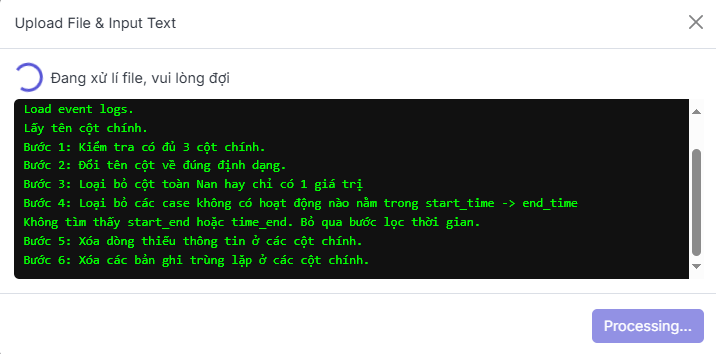 Upload File & Input Text
Đang xử lí file, vui lòng đợi
Load event logs.
Lấy tên cột chính.
Bước 1: Kiểm tra có đủ 3 cột chính.
Bước 2: Đổi tên cột về đúng định dạng.
Bước 3: Loại bỏ cột toàn Nan hay chỉ có 1 giá trị
Bước 4: Loại bỏ các case không có hoạt động nào nằm trong start_time -> end_time
Không tìm thấy start_end hoặc time_end. Bỏ qua bước lọc thời gian.
Bước 5: Xóa dòng thiếu thông tin ở các cột chính.
Bước 6: Xóa các bản ghi trùng lặp ở các cột chính.
Processing...